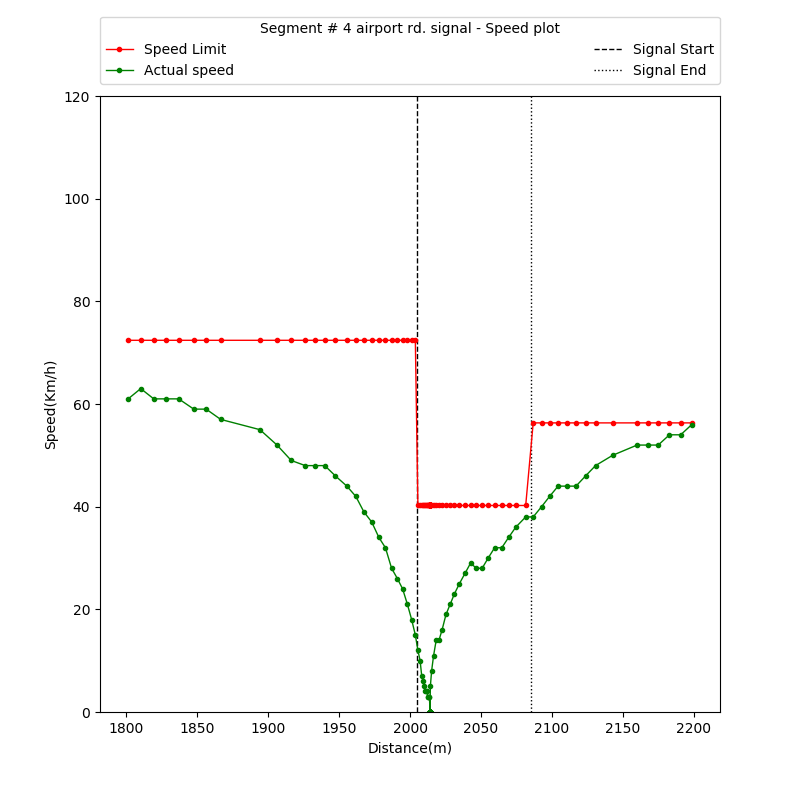 Segment # 4 airport rd. signal - Speed plot
Speed Limit
Actual speed
Signal Start
Signal End
120
100
80
60
40
20
0
Speed(Km/h)
1800 1850 1900 1950 2000 2050 2100 2150 2200
Distance(m)